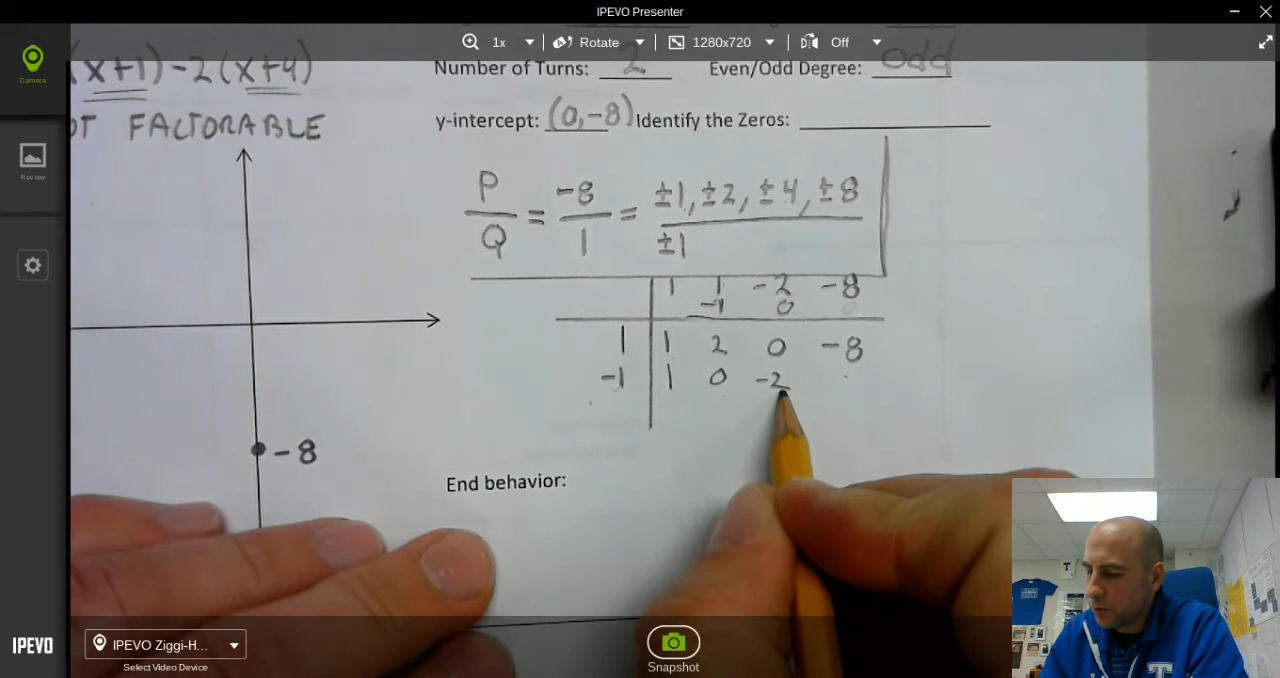 IPEVO Presenter
Camera
1x Rotate 1280x720 Off
(x+1)-2(x+4)
FACTORABLE
Number of Turns: 2 Even/Odd Degree: Odd
y-intercept: (0,-8) Identify the Zeros:
Review
P/Q = -8/1 = ±1, ±2, ±4, ±8 / ±1
1 1 -2 -8
-1 0
1 1 2 0 -8
-1 1 0 -2
-8
End behavior:
T
IPEVO
IPEVO Ziggi-H...
Select Video Device
Snapshot
T